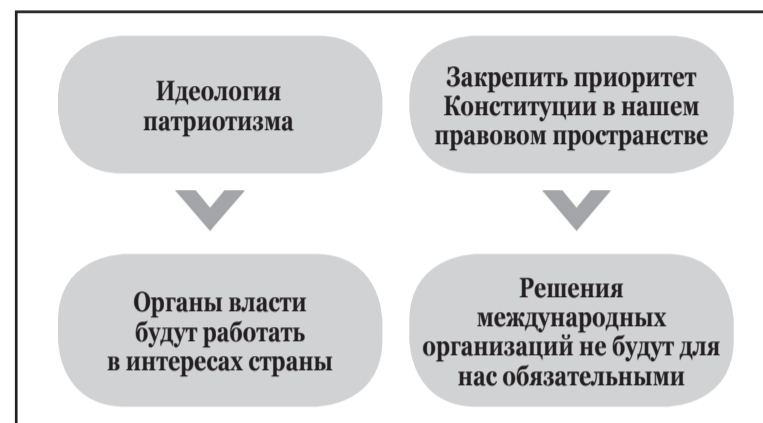 Идеология
патриотизма
Закрепить приоритет
Конституции в нашем
правовом пространстве
Органы власти
будут работать
в интересах страны
Решения
международных
организаций не будут для
нас обязательными